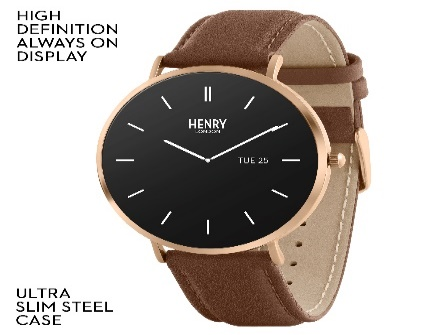 HIGH
DEFINITION
ALWAYS ON
DISPLAY
HENRY
LONDON
TUE 25
ULTRA
SLIM STEEL
CASE